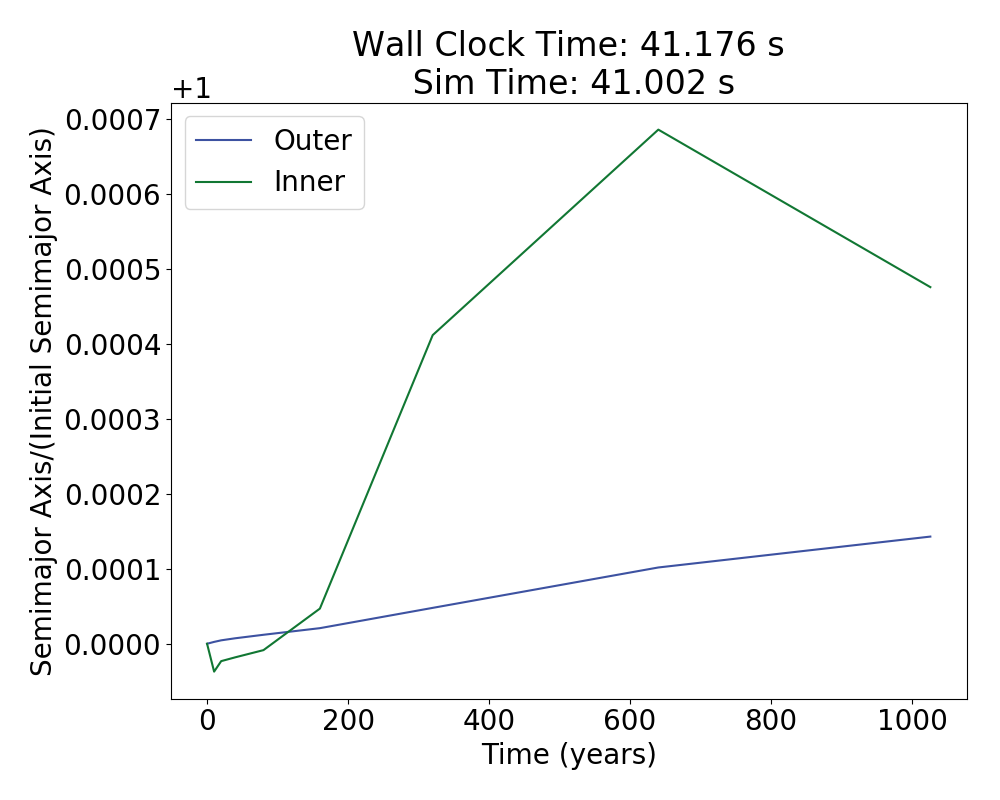 Wall Clock Time: 41.176 s
Sim Time: 41.002 s
+1
0.0007
0.0006
0.0005
0.0004
0.0003
0.0002
0.0001
0.0000
Semimajor Axis/(Initial Semimajor Axis)
Outer
Inner
0
200
400
600
800
1000
Time (years)